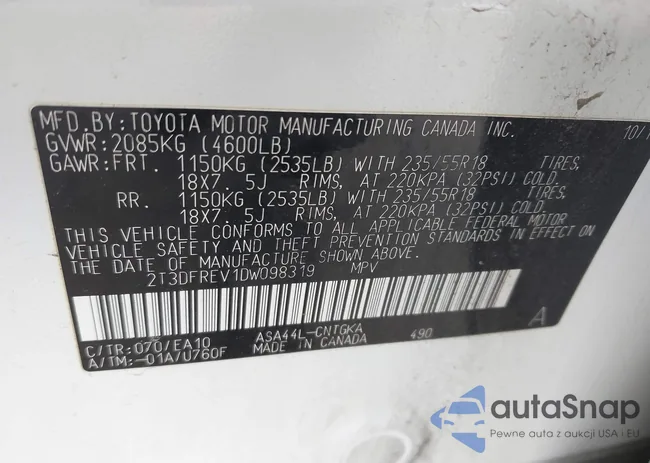 MFD.BY:TOYOTA MOTOR MANUFACTURING CANADA INC. 10/1
GVWR:2085KG (4600LB)
GAWR:FRT. 1150KG (2535LB) WITH 235/55R18 TIRES,
18X7. 5J RIMS, AT 220KPA (32PSI) COLD.
RR. 1150KG (2535LB) WITH 235/55R18 TIRES,
18X7. 5J RIMS, AT 220KPA (32PSI) COLD.
THIS VEHICLE CONFORMS TO ALL APPLICABLE FEDERAL MOTOR
VEHICLE SAFETY AND THEFT PREVENTION STANDARDS IN EFFECT ON
THE DATE OF MANUFACTURE SHOWN ABOVE.
2T3DFREV1DW098319 MPV
C/TR:070/EA10 ASA44L-CNTGKA 490 A
A/TM:-01A/U760F MADE IN CANADA
autaSnap
Pewne auta z aukcji USA i EU